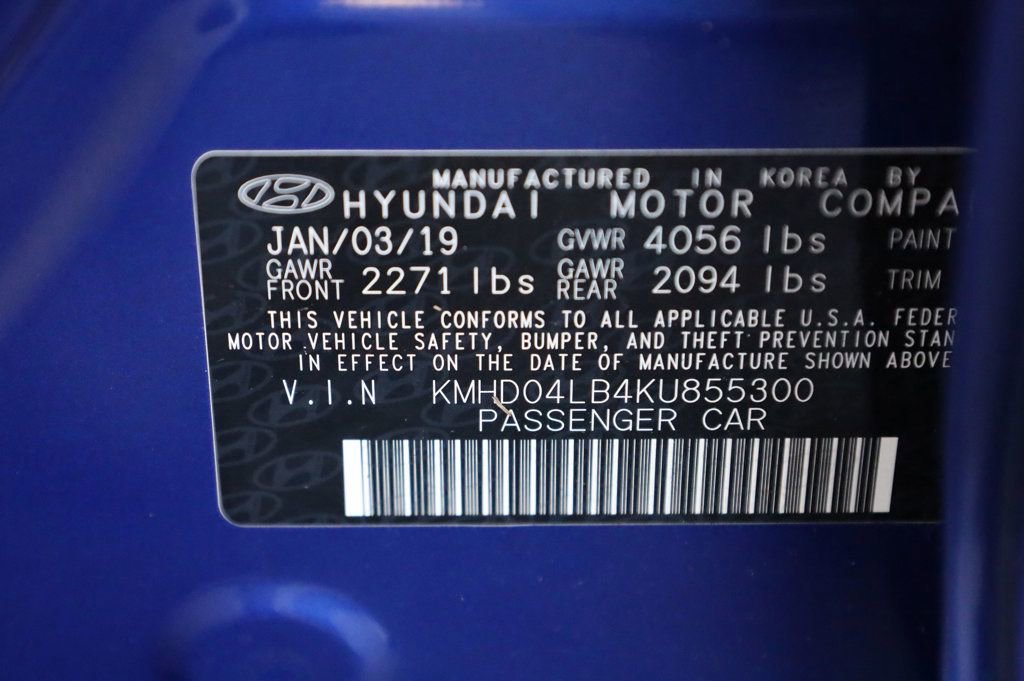 MANUFACTURED IN KOREA BY
HYUNDAI MOTOR COMPA
JAN/03/19 GVWR 4056 lbs PAINT
GAWR FRONT 2271 lbs GAWR REAR 2094 lbs TRIM
THIS VEHICLE CONFORMS TO ALL APPLICABLE U.S.A. FEDER
MOTOR VEHICLE SAFETY, BUMPER, AND THEFT PREVENTION STAN
IN EFFECT ON THE DATE OF MANUFACTURE SHOWN ABOVE
V.I.N KMHD04LB4KU855300
PASSENGER CAR